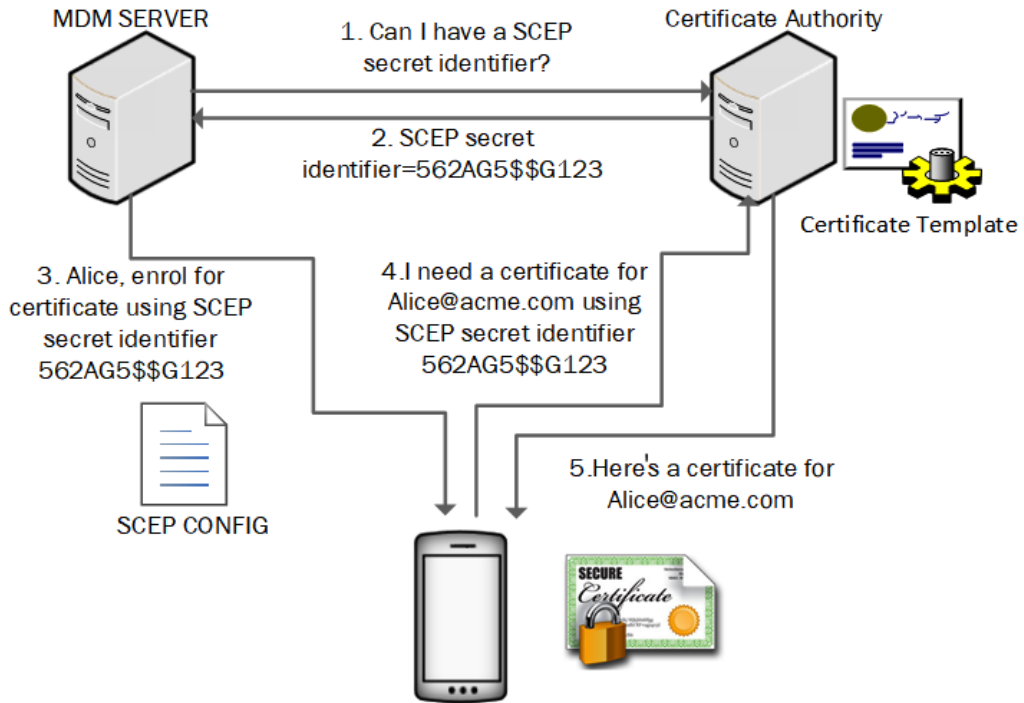 MDM SERVER
Certificate Authority
1. Can I have a SCEP
secret identifier?
2. SCEP secret
identifier=562AG5$$G123
Certificate Template
3. Alice, enrol for
certificate using SCEP
secret identifier
562AG5$$G123
4.I need a certificate for
Alice@acme.com using
SCEP secret identifier
562AG5$$G123
SCEP CONFIG
5.Here's a certificate for
Alice@acme.com
SECURE
Certificate